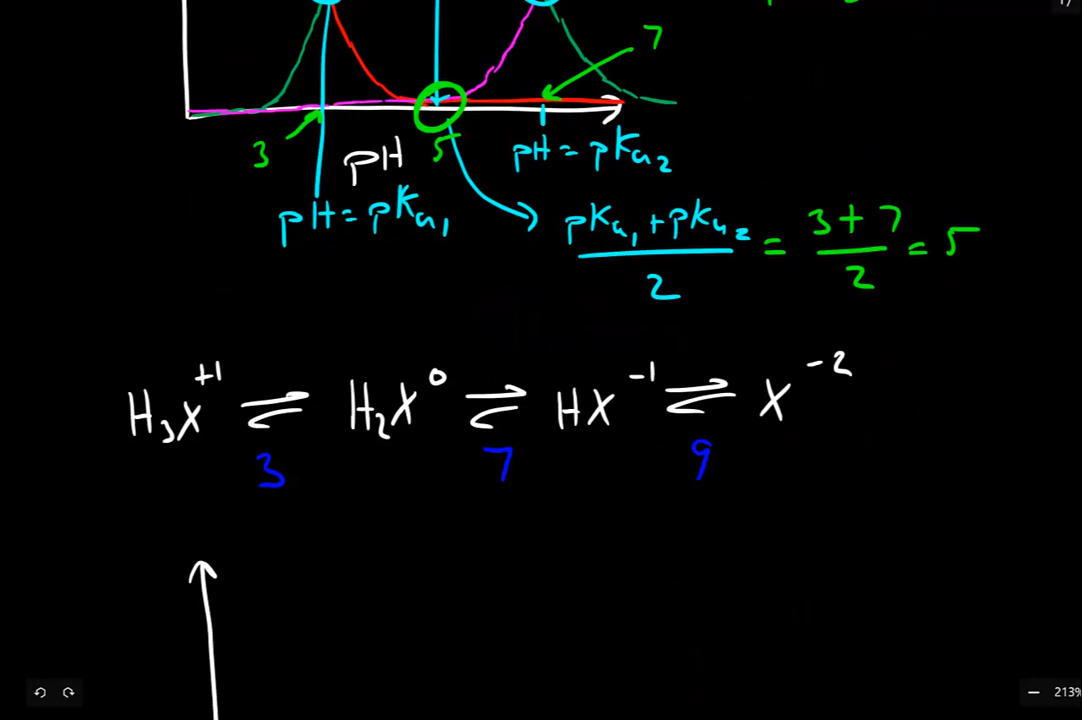 7
3
pH
5
pH = pKa2
pH = pKa1
pKa1 + pKa2 / 2 = 3 + 7 / 2 = 5
H3X+1 ⇌ H2X0 ⇌ HX-1 ⇌ X-2
3 7 9
213%